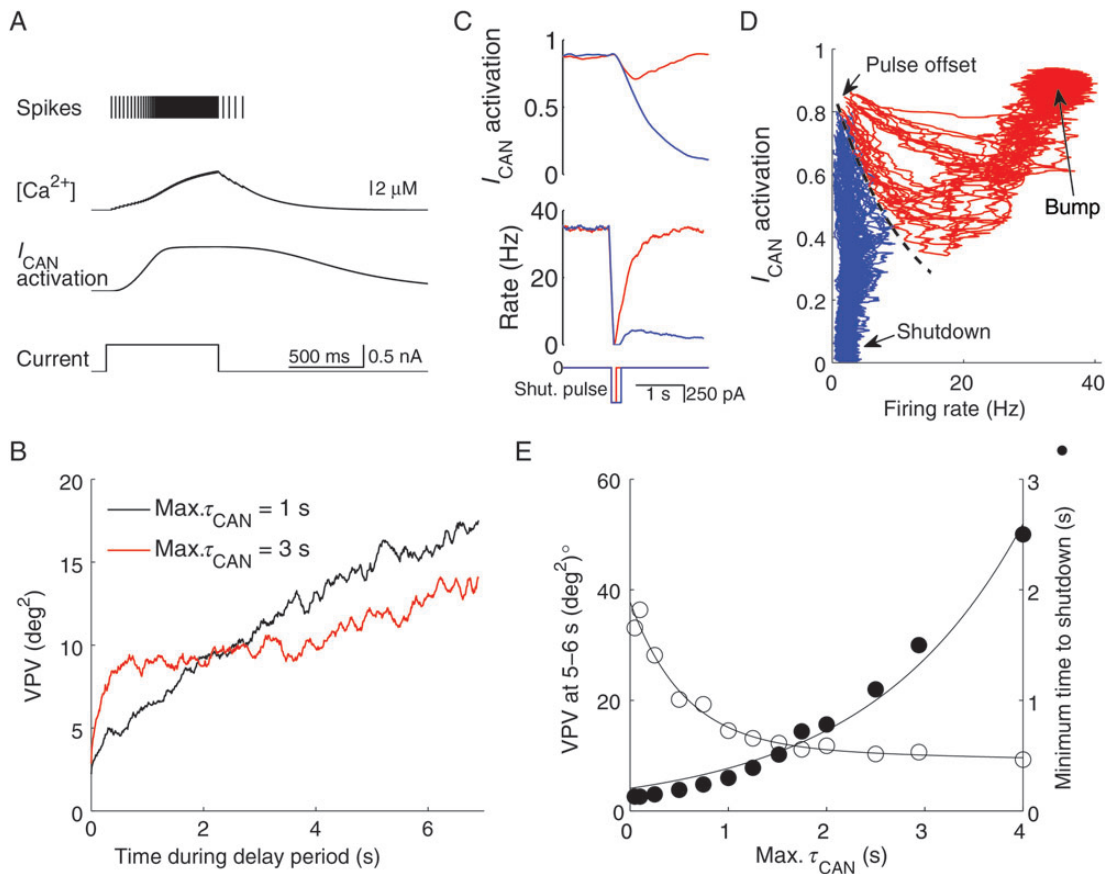 A
Spikes
[Ca2+]
2 μM
ICAN
activation
Current
500 ms
0.5 nA
B
VPV (deg2)
20
15
10
5
0
Max.τCAN = 1 s
Max.τCAN = 3 s
0
2
4
6
Time during delay period (s)
C
ICAN activation
1
0.5
0
Rate (Hz)
40
20
0
0
Shut. pulse
1 s
250 pA
D
ICAN activation
1
0.8
0.6
0.4
0.2
0
Pulse offset
Bump
Shutdown
0
20
40
Firing rate (Hz)
E
VPV at 5–6 s (deg2)°
60
40
20
0
0
1
2
3
4
Max. τCAN (s)
3
2
1
0
Minimum time to shutdown (s)